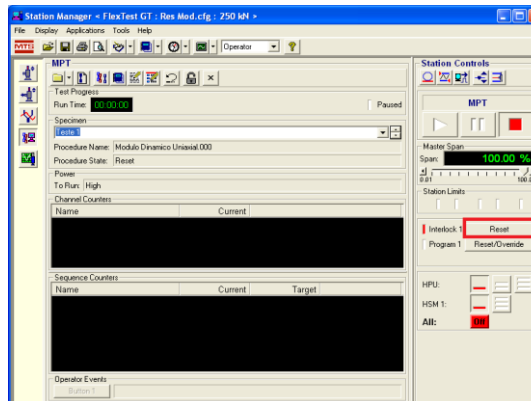 Station Manager < FlexTest GT : Res Mod.cfg : 250 kN >
File Display Applications Tools Help
MTS
Operator
MPT
Test Progress
Run Time: 00:00:00
Paused
Specimen
Teste 1
Procedure Name: Modulo Dinamico Uniaxial.000
Procedure State: Reset
Power
To Run: High
Channel Counters
Name Current
Sequence Counters
Name Current Target
Operator Events
Button 1
Station Controls
MPT
Master Span
Span: 100.00 %
0.01 100.0
Station Limits
Interlock 1 Reset
Program 1 Reset/Override
HPU:
HSM 1:
All: Off